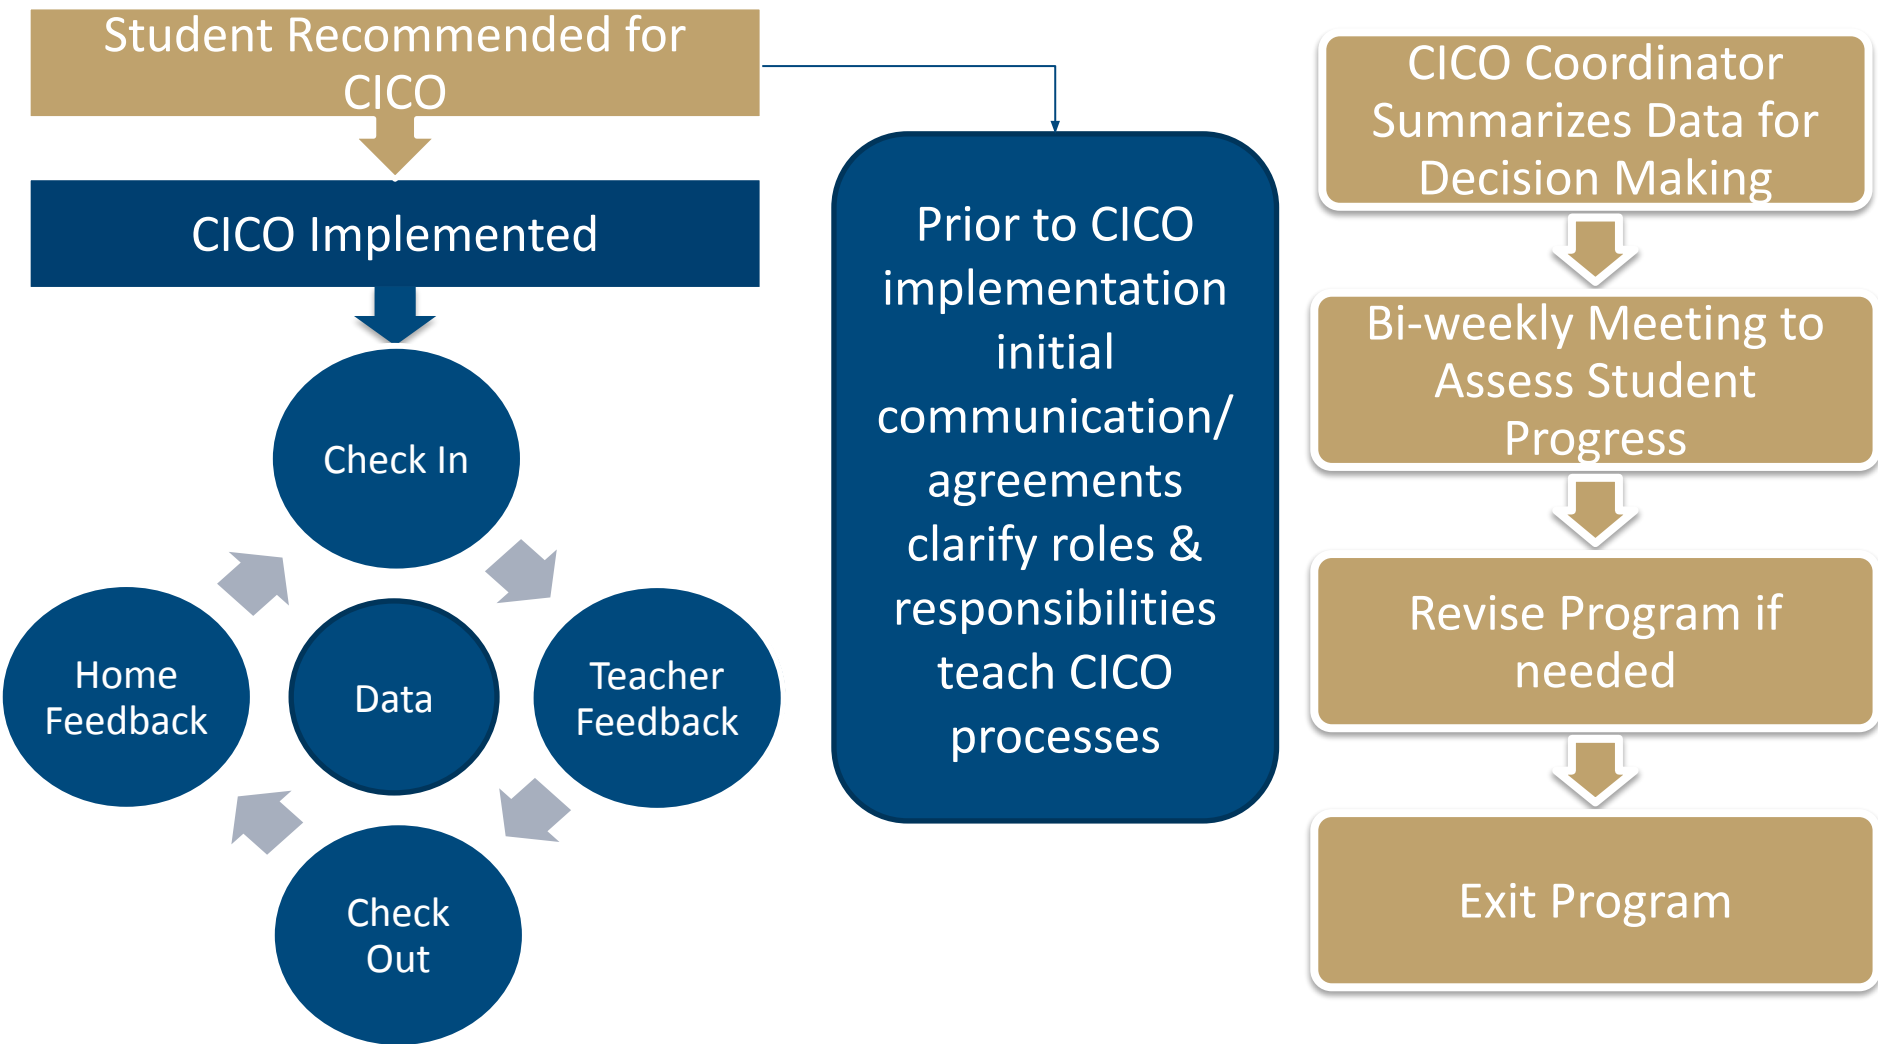 Student Recommended for
CICO
CICO Implemented
Check In
Teacher
Feedback
Check
Out
Home
Feedback
Data
Prior to CICO
implementation
initial
communication/
agreements
clarify roles &
responsibilities
teach CICO
processes
CICO Coordinator
Summarizes Data for
Decision Making
Bi-weekly Meeting to
Assess Student
Progress
Revise Program if
needed
Exit Program